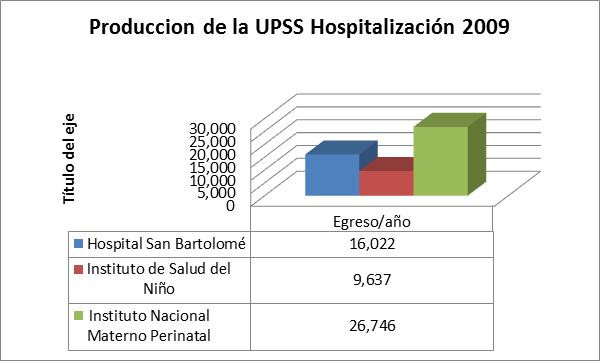 Produccion de la UPSS Hospitalización 2009
Título del eje
30,000
25,000
20,000
15,000
10,000
5,000
0
Egreso/año
Hospital San Bartolomé 16,022
Instituto de Salud del
Niño 9,637
Instituto Nacional
Materno Perinatal 26,746